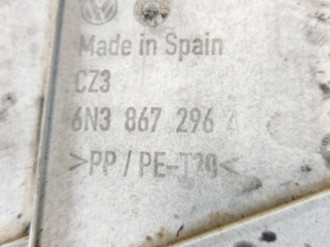 Made in Spain
CZ3
6N3 867 296
>PP / PE-T20<